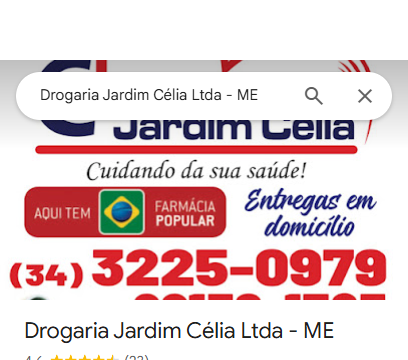 Drogaria Jardim Célia Ltda - ME
Jardim Célia
Cuidando da sua saúde!
AQUI TEM
FARMÁCIA
POPULAR
Entregas em
domicílio
(34) 3225-0979
Drogaria Jardim Célia Ltda - ME